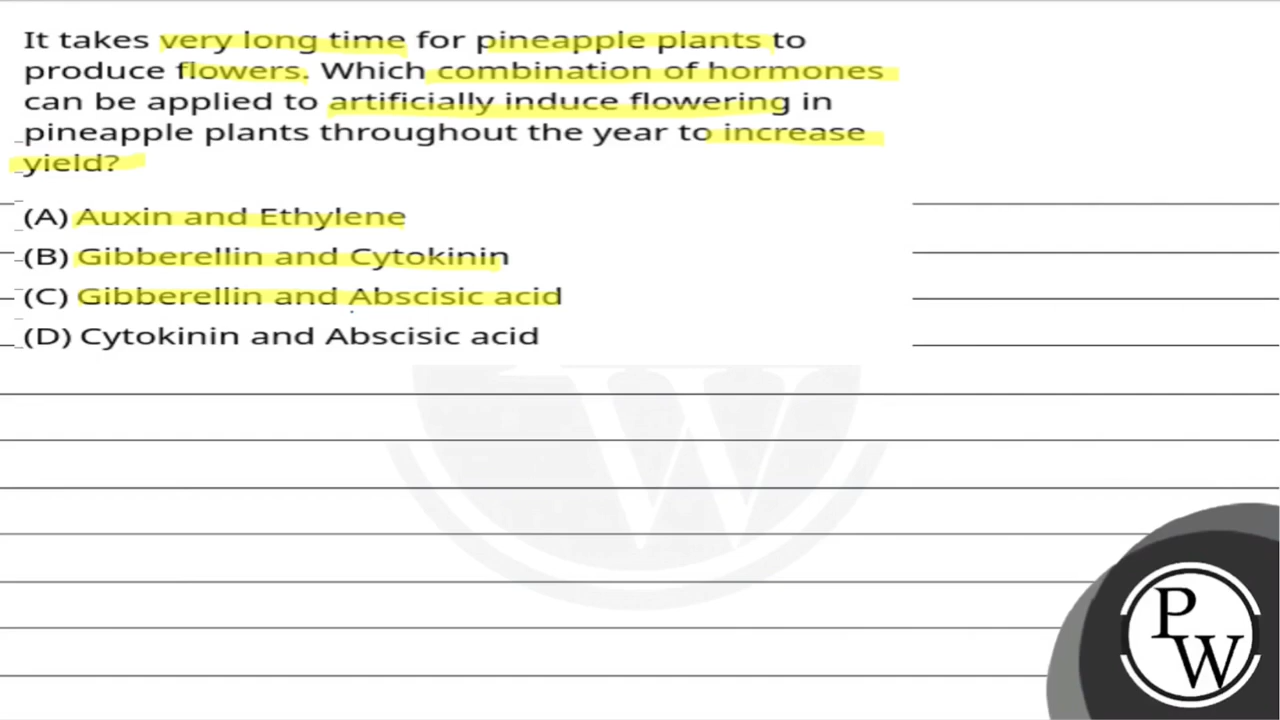 It takes very long time for pineapple plants to
produce flowers. Which combination of hormones
can be applied to artificially induce flowering in
pineapple plants throughout the year to increase
yield?
(A) Auxin and Ethylene
(B) Gibberellin and Cytokinin
(C) Gibberellin and Abscisic acid
(D) Cytokinin and Abscisic acid
W
P
W